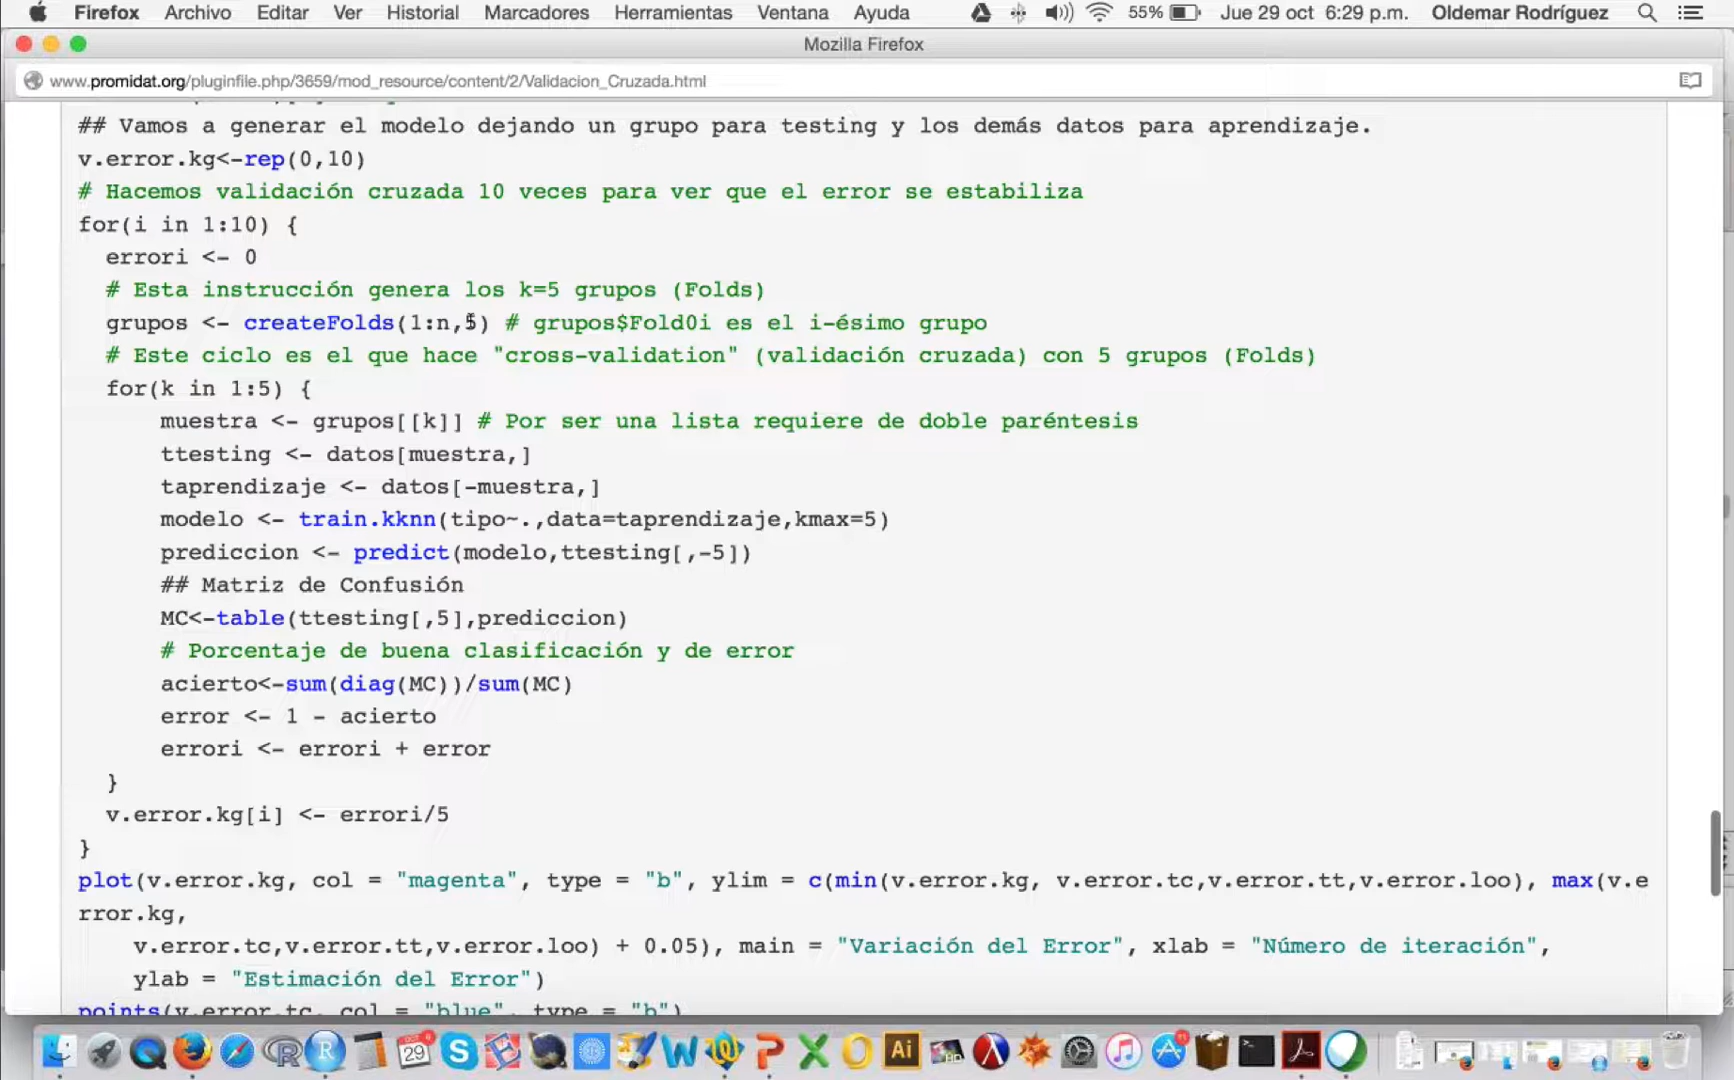 Firefox Archivo Editar Ver Historial Marcadores Herramientas Ventana Ayuda 55% Jue 29 oct 6:29 p.m. Oldemar Rodríguez
Mozilla Firefox
www.promidat.org/pluginfile.php/3659/mod_resource/content/2/Validacion_Cruzada.html
## Vamos a generar el modelo dejando un grupo para testing y los demás datos para aprendizaje.
v.error.kg<-rep(0,10)
# Hacemos validación cruzada 10 veces para ver que el error se estabiliza
for(i in 1:10) {
errori <- 0
# Esta instrucción genera los k=5 grupos (Folds)
grupos <- createFolds(1:n,5) # grupos$Fold0i es el i-ésimo grupo
# Este ciclo es el que hace "cross-validation" (validación cruzada) con 5 grupos (Folds)
for(k in 1:5) {
muestra <- grupos[[k]] # Por ser una lista requiere de doble paréntesis
ttesting <- datos[muestra,]
taprendizaje <- datos[-muestra,]
modelo <- train.kknn(tipo~.,data=taprendizaje,kmax=5)
prediccion <- predict(modelo,ttesting[,-5])
## Matriz de Confusión
MC<-table(ttesting[,5],prediccion)
# Porcentaje de buena clasificación y de error
acierto<-sum(diag(MC))/sum(MC)
error <- 1 - acierto
errori <- errori + error
}
v.error.kg[i] <- errori/5
}
plot(v.error.kg, col = "magenta", type = "b", ylim = c(min(v.error.kg, v.error.tc,v.error.tt,v.error.loo), max(v.e
rror.kg,
v.error.tc,v.error.tt,v.error.loo) + 0.05), main = "Variación del Error", xlab = "Número de iteración",
ylab = "Estimación del Error")
points(v.error.tc, col = "blue", type = "b")
29
Ai